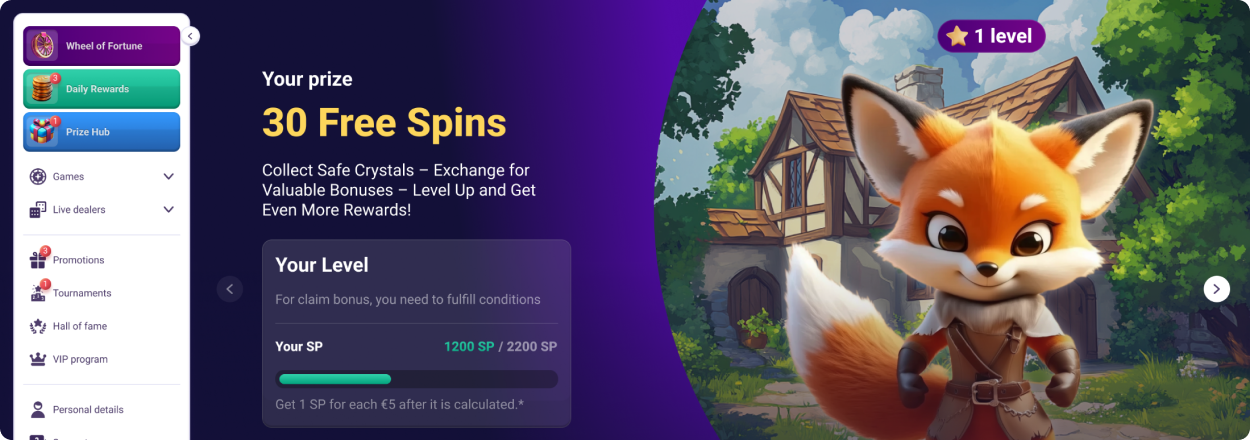 Wheel of Fortune
3
Daily Rewards
1
Prize Hub
Games
Live dealers
3
Promotions
1
Tournaments
Hall of fame
VIP program
Personal details
Your prize
30 Free Spins
Collect Safe Crystals – Exchange for
Valuable Bonuses – Level Up and Get
Even More Rewards!
Your Level
For claim bonus, you need to fulfill conditions
Your SP 1200 SP / 2200 SP
Get 1 SP for each €5 after it is calculated.*
1 level